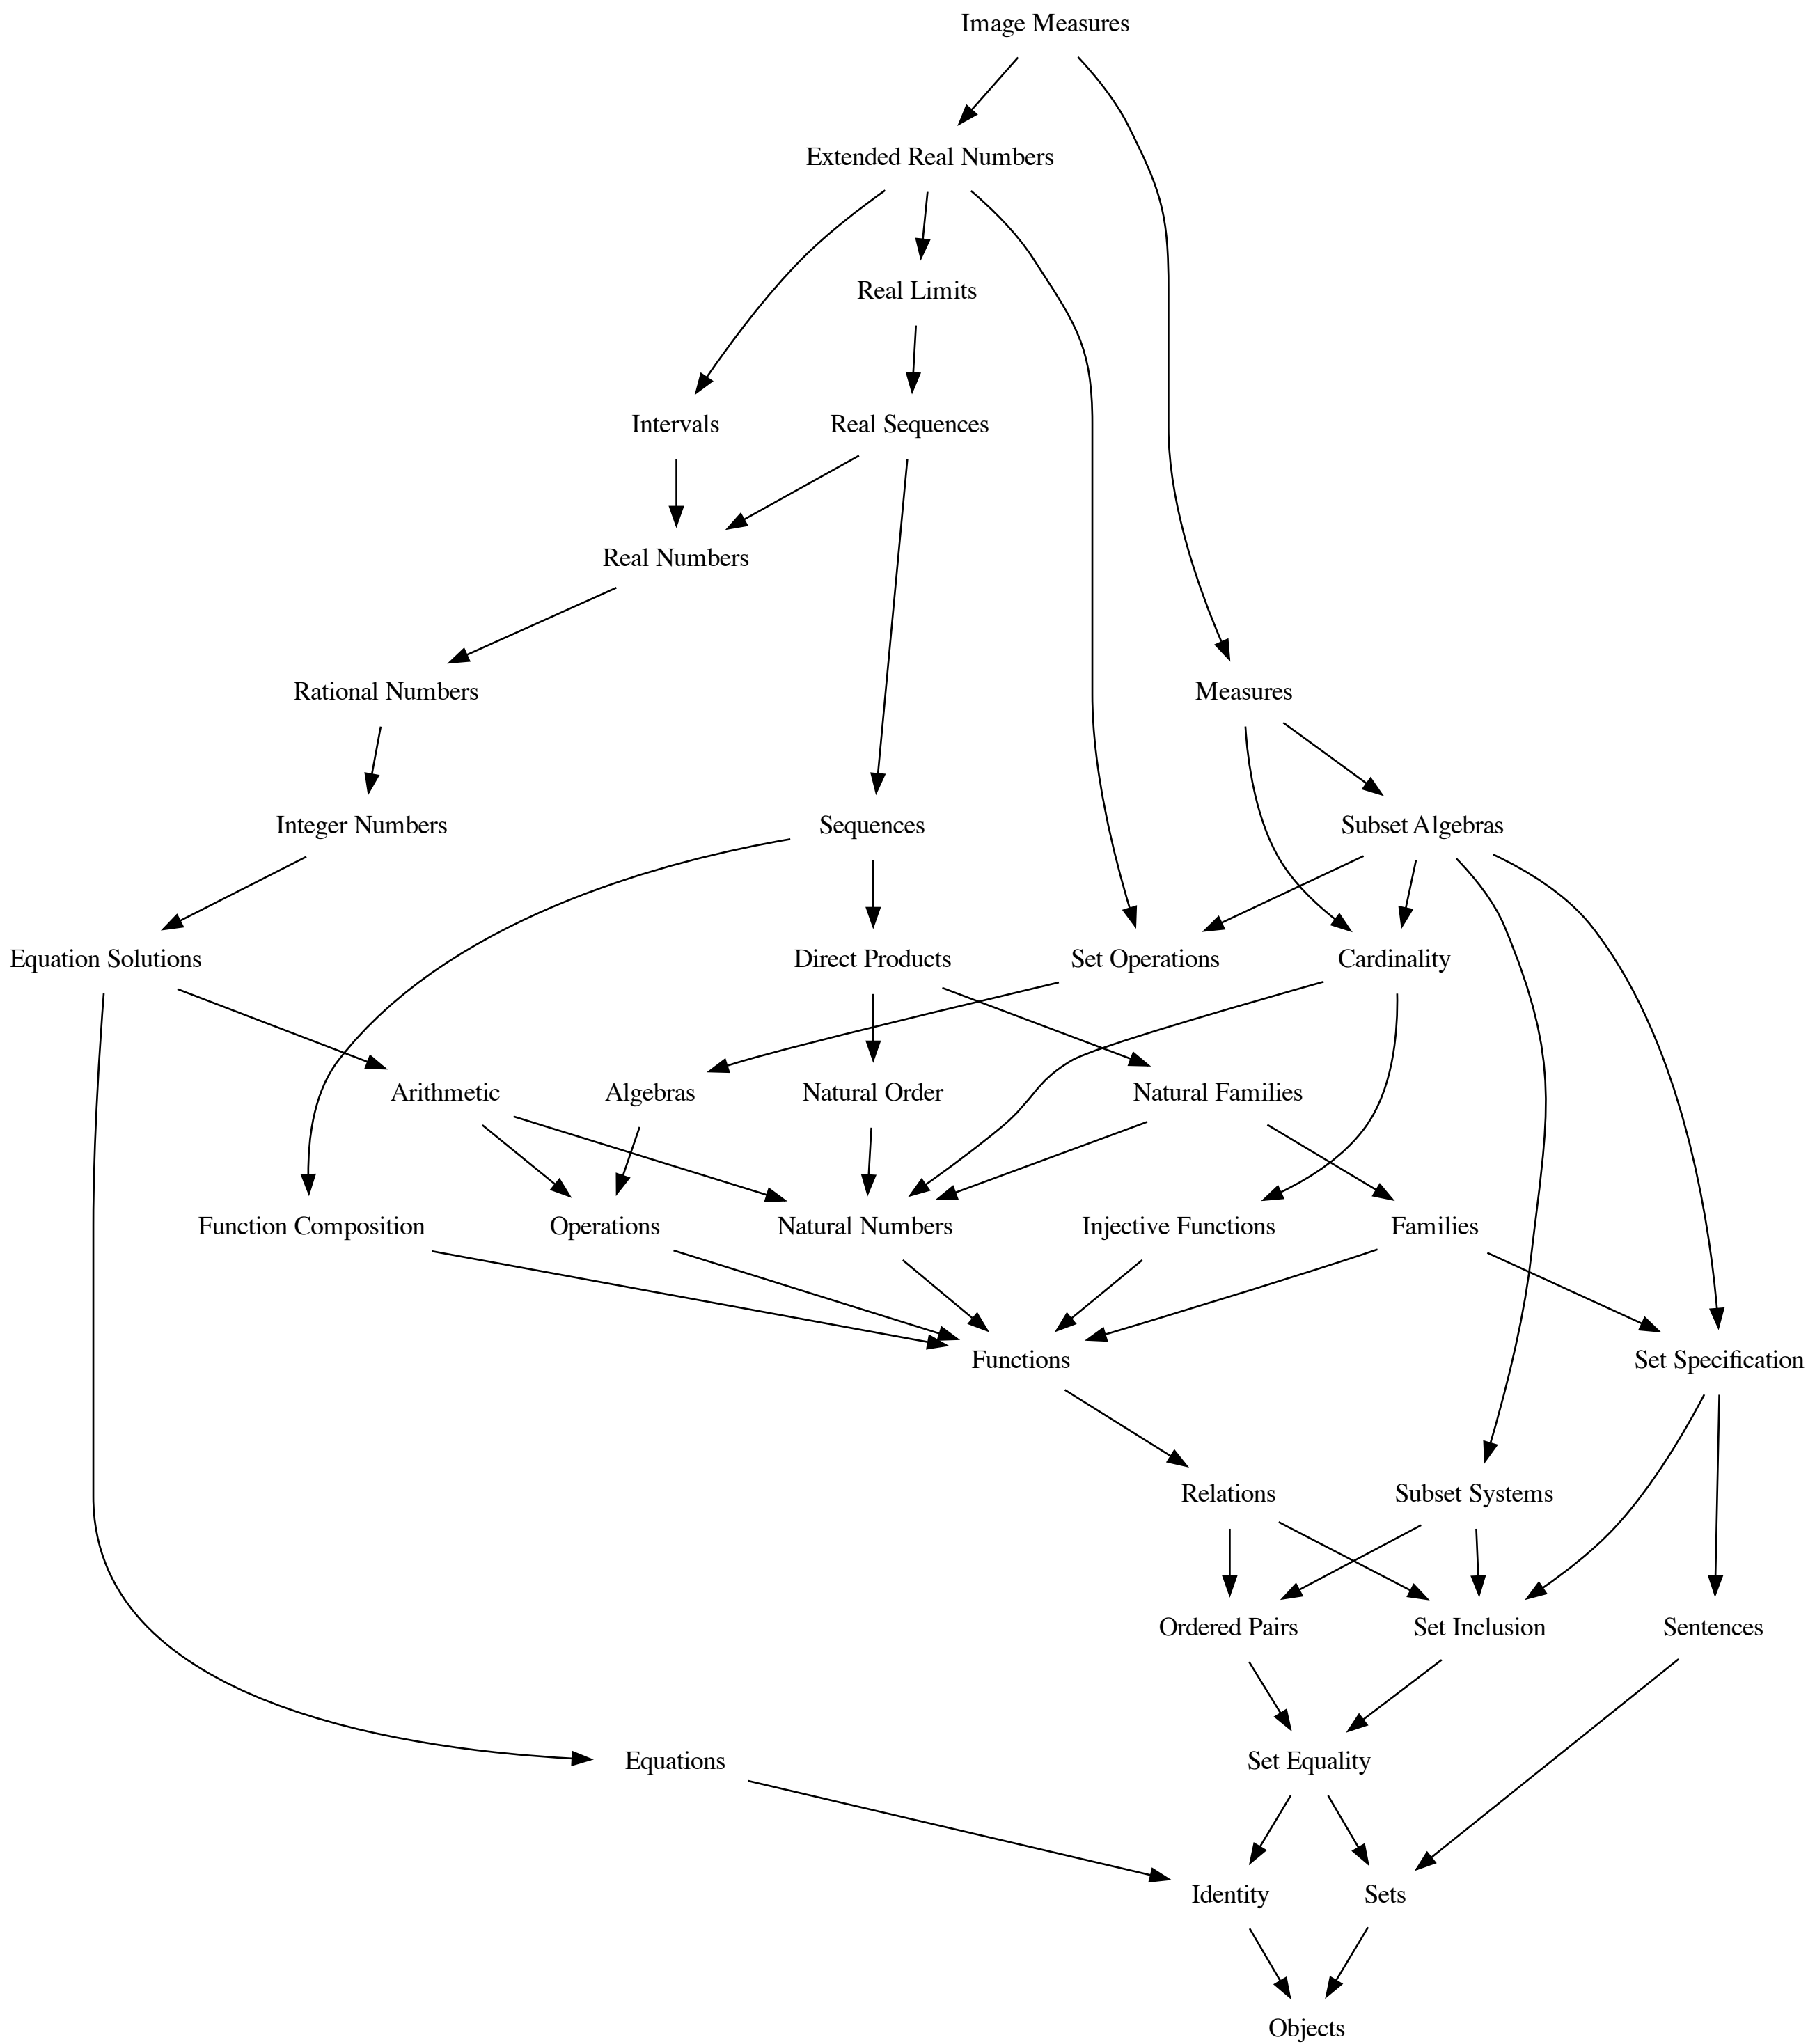 Image Measures
Extended Real Numbers
Real Limits
Intervals
Real Sequences
Real Numbers
Rational Numbers
Measures
Integer Numbers
Sequences
Subset Algebras
Equation Solutions
Direct Products
Set Operations
Cardinality
Arithmetic
Algebras
Natural Order
Natural Families
Function Composition
Operations
Natural Numbers
Injective Functions
Families
Functions
Set Specification
Relations
Subset Systems
Ordered Pairs
Set Inclusion
Sentences
Equations
Set Equality
Identity
Sets
Objects